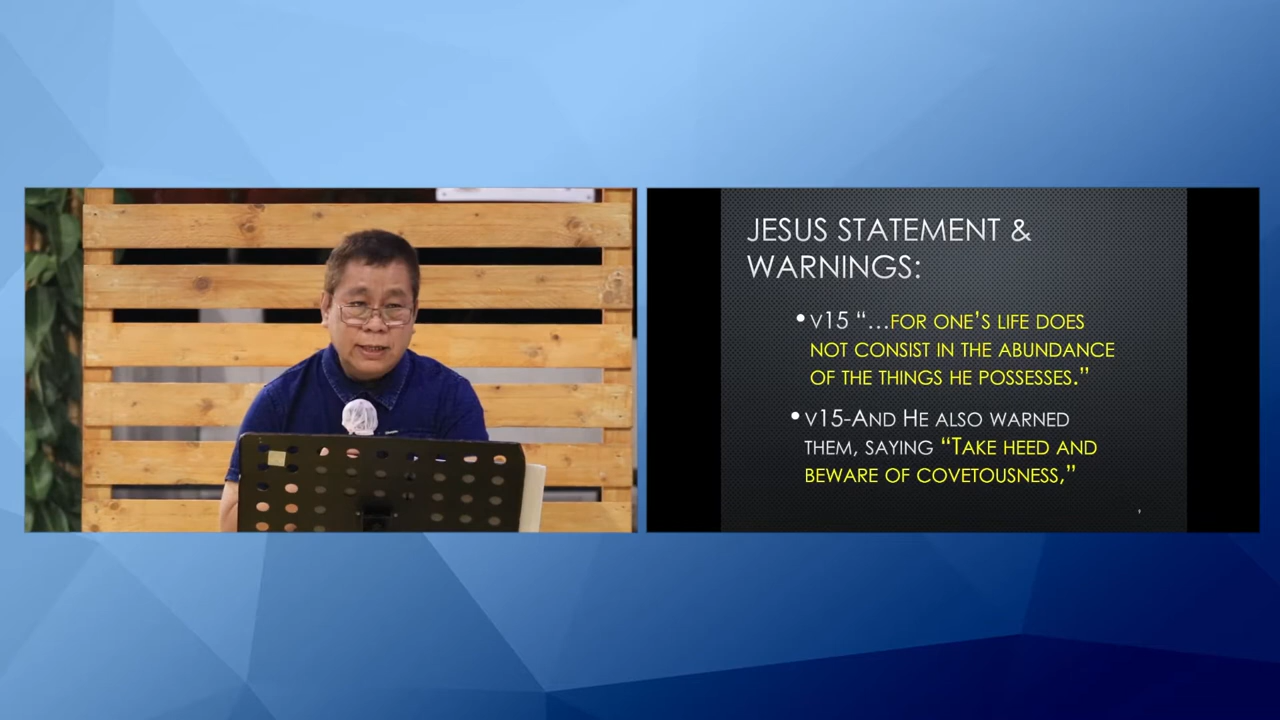 JESUS STATEMENT &
WARNINGS:
•V15 “...FOR ONE’S LIFE DOES
NOT CONSIST IN THE ABUNDANCE
OF THE THINGS HE POSSESSES.”
•V15-AND HE ALSO WARNED
THEM, SAYING “TAKE HEED AND
BEWARE OF COVETOUSNESS,”